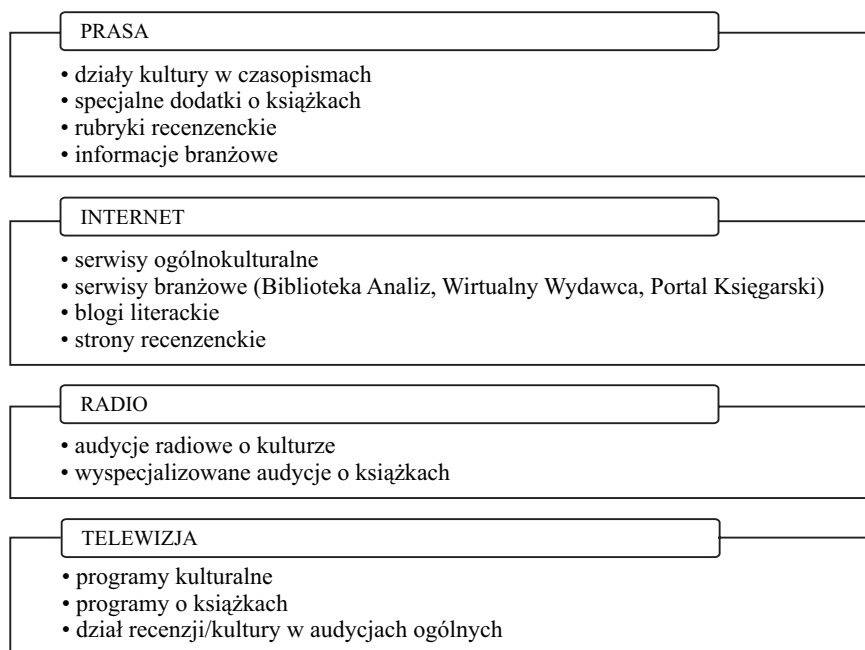 PRASA
• działy kultury w czasopismach
• specjalne dodatki o książkach
• rubryki recenzenckie
• informacje branżowe
INTERNET
• serwisy ogólnokulturalne
• serwisy branżowe (Biblioteka Analiz, Wirtualny Wydawca, Portal Księgarski)
• blogi literackie
• strony recenzenckie
RADIO
• audycje radiowe o kulturze
• wyspecjalizowane audycje o książkach
TELEWIZJA
• programy kulturalne
• programy o książkach
• dział recenzji/kultury w audycjach ogólnych